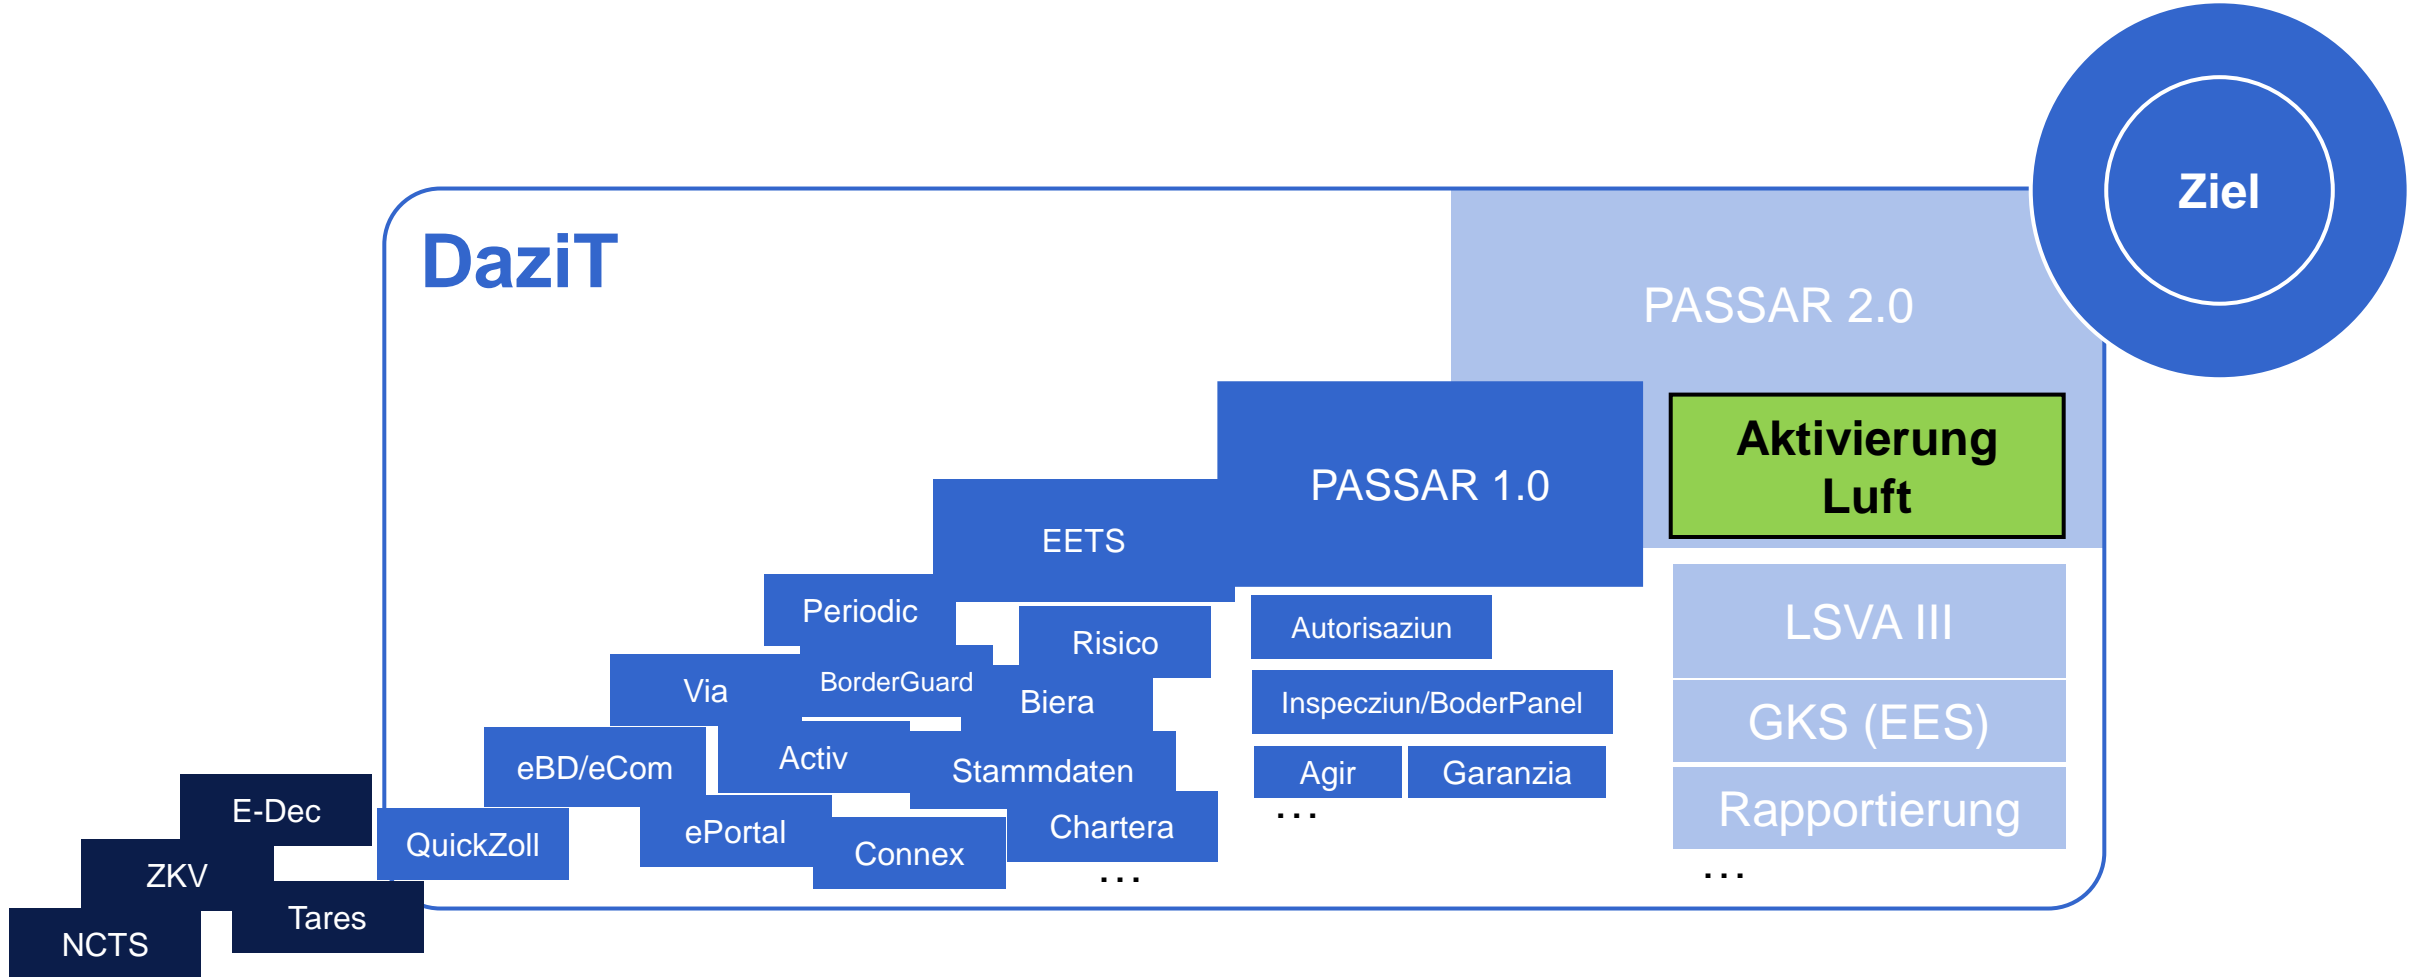 Ziel
DaziT
PASSAR 2.0
Aktivierung
Luft
PASSAR 1.0
EETS
Periodic
Risico
Autorisaziun
LSVA III
Via
BorderGuard
Biera
Inspecziun/BoderPanel
GKS (EES)
eBD/eCom
Activ
Stammdaten
Agir
Garanzia
...
Rapportierung
E-Dec
QuickZoll
ePortal
Connex
Chartera
...
...
ZKV
Tares
NCTS